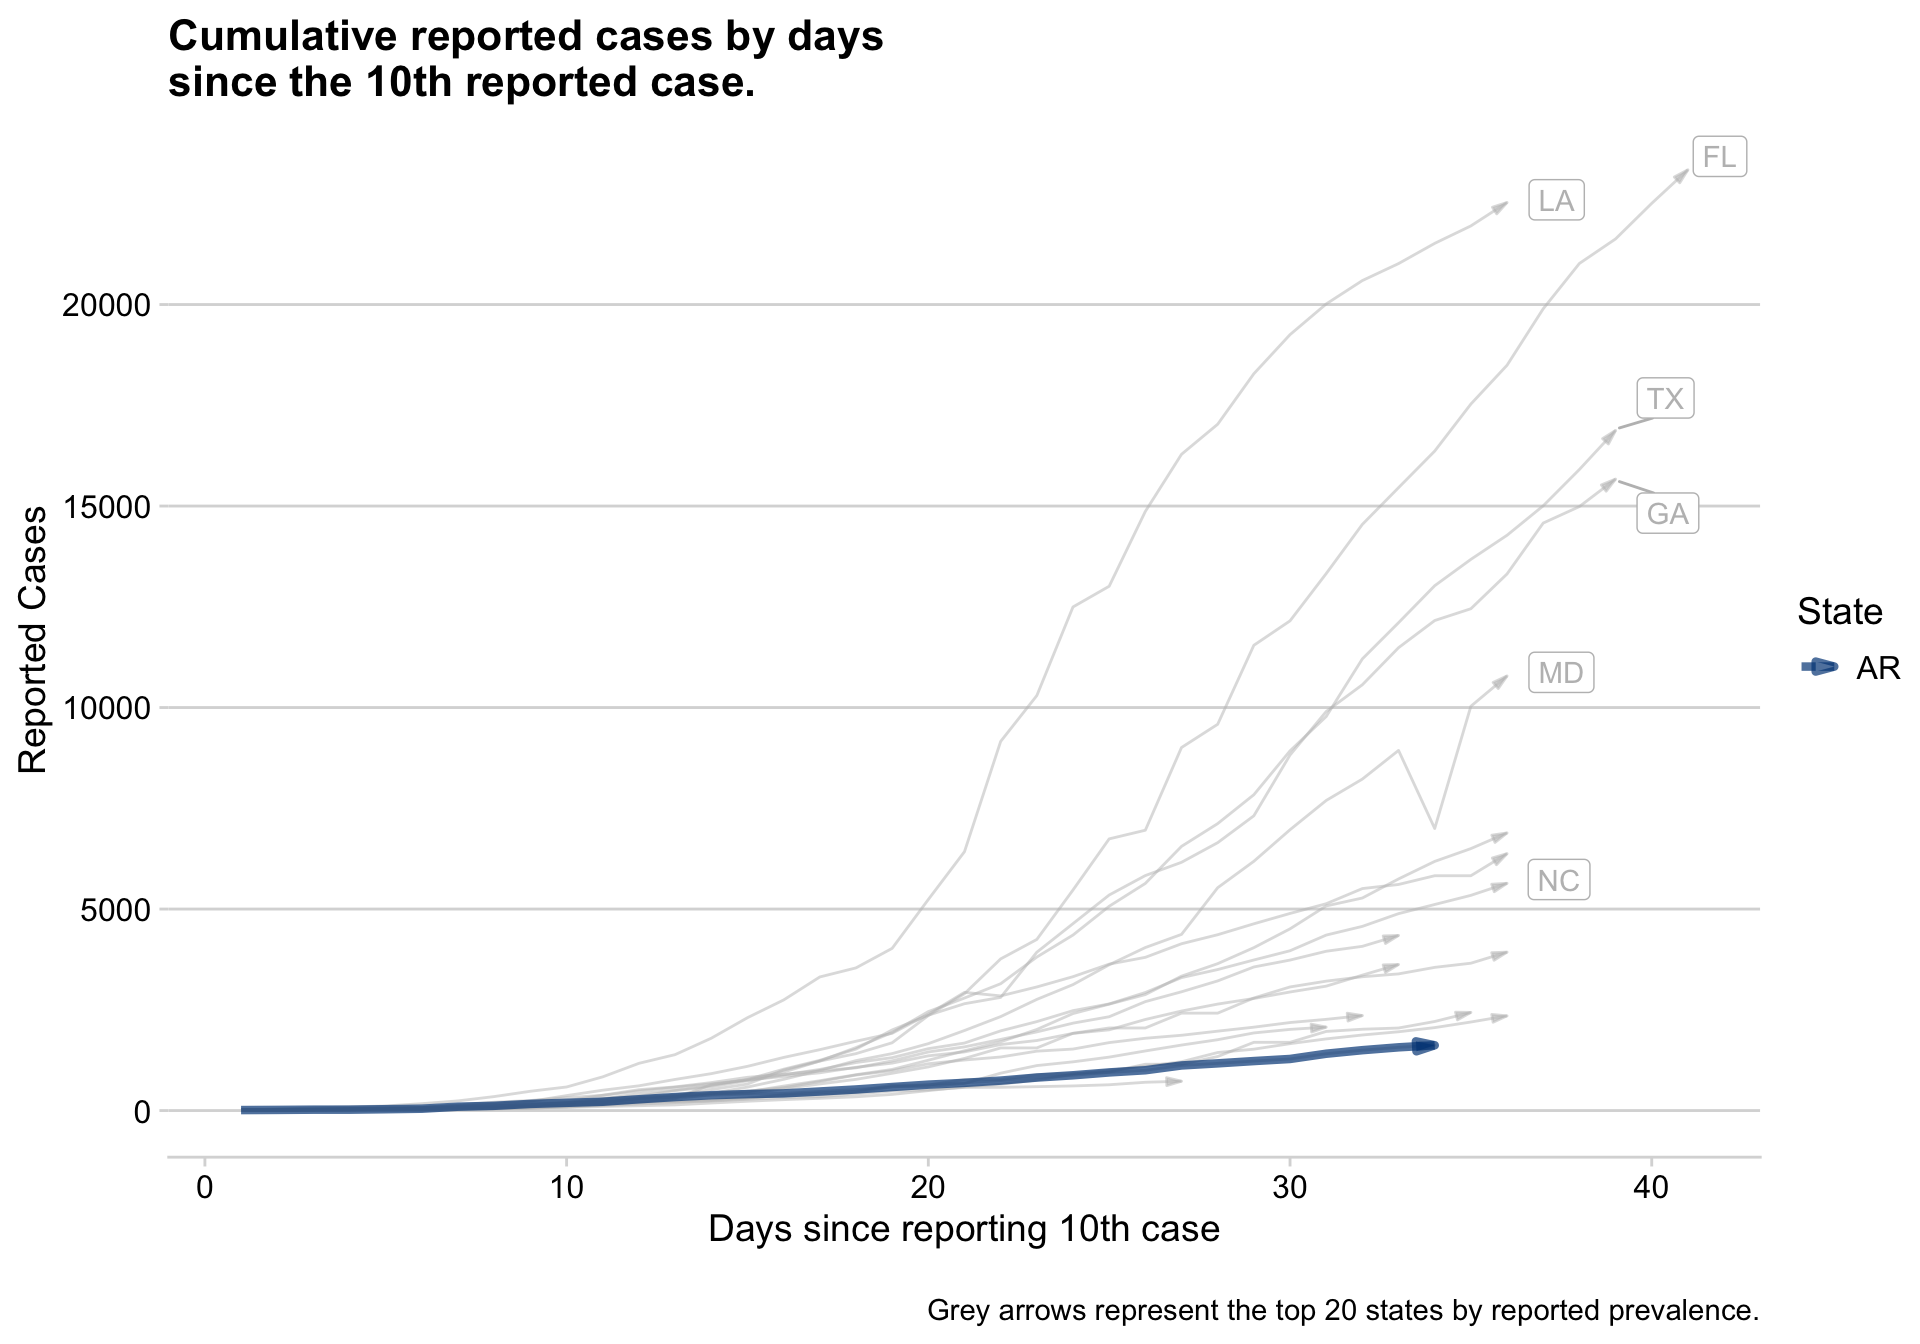 Cumulative reported cases by days
since the 10th reported case.
FL
LA
20000
TX
15000
GA
Reported Cases
State
AR
MD
10000
NC
5000
0
0 10 20 30 40
Days since reporting 10th case
Grey arrows represent the top 20 states by reported prevalence.